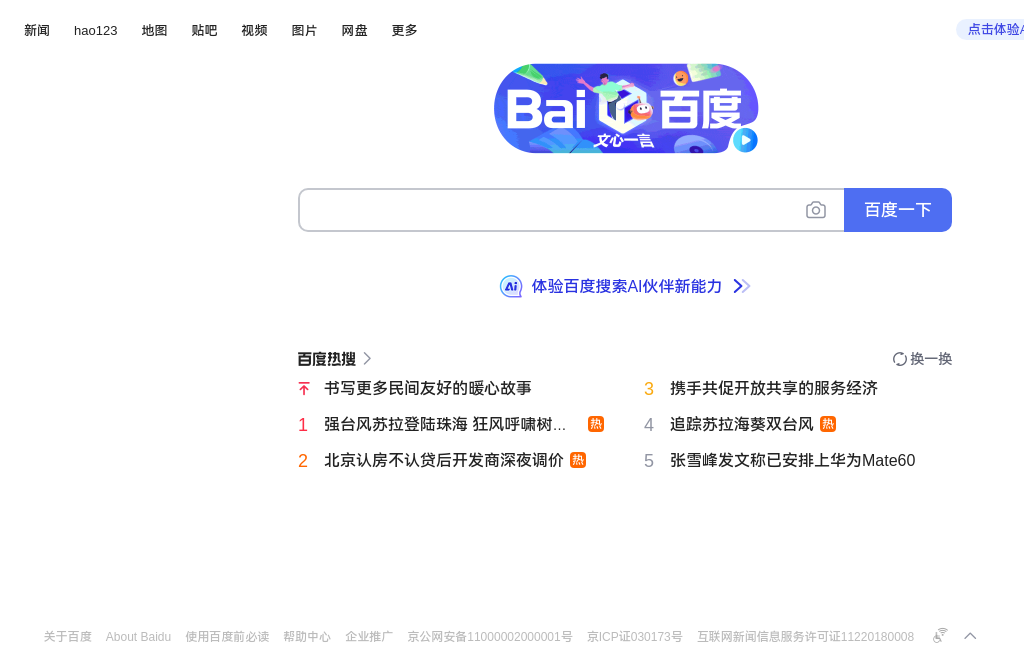 新闻 hao123 地图 贴吧 视频 图片 网盘 更多
点击体验
Bai 百度
文心一言
百度一下
Ai 体验百度搜索AI伙伴新能力
百度热搜
换一换
书写更多民间友好的暖心故事
1 强台风苏拉登陆珠海 狂风呼啸树... 热
2 北京认房不认贷后开发商深夜调价 热
3 携手共促开放共享的服务经济
4 追踪苏拉海葵双台风 热
5 张雪峰发文称已安排上华为Mate60
关于百度 About Baidu 使用百度前必读 帮助中心 企业推广 京公网安备11000002000001号 京ICP证030173号 互联网新闻信息服务许可证11220180008